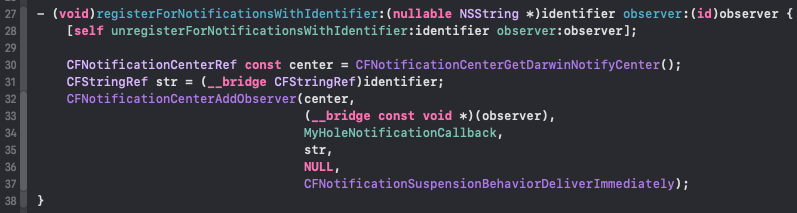 27 - (void)registerForNotificationsWithIdentifier:(nullable NSString *)identifier observer:(id)observer {
28     [self unregisterForNotificationsWithIdentifier:identifier observer:observer];
29
30     CFNotificationCenterRef const center = CFNotificationCenterGetDarwinNotifyCenter();
31     CFStringRef str = (__bridge CFStringRef)identifier;
32     CFNotificationCenterAddObserver(center,
33                                     (__bridge const void *)(observer),
34                                     MyHoleNotificationCallback,
35                                     str,
36                                     NULL,
37                                     CFNotificationSuspensionBehaviorDeliverImmediately);
38 }